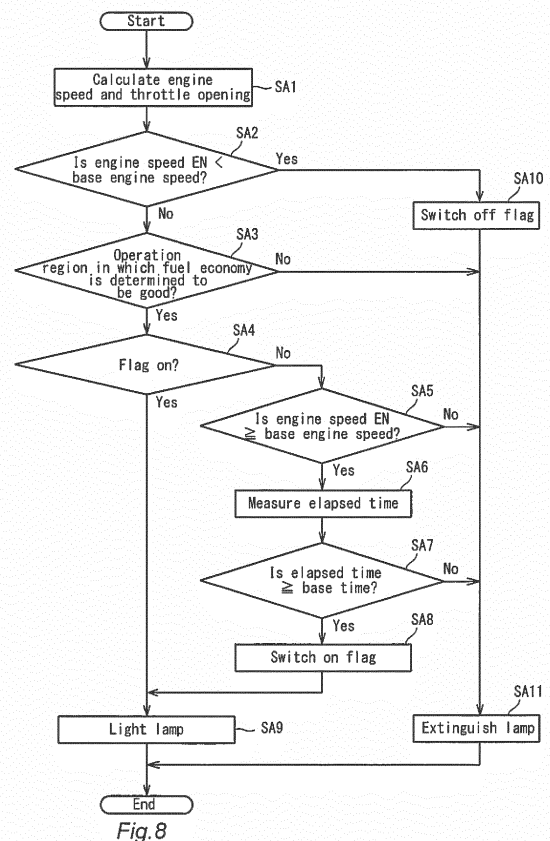 Start
Calculate engine
speed and throttle opening
SA1
SA2
Is engine speed EN <
base engine speed?
Yes
No
SA10
Switch off flag
SA3
Operation
region in which fuel economy
is determined to
be good?
No
Yes
SA4
Flag on?
No
Yes
SA5
Is engine speed EN
≧ base engine speed?
No
Yes
SA6
Measure elapsed time
SA7
Is elapsed time
≧ base time?
No
Yes
SA8
Switch on flag
Light lamp
SA9
SA11
Extinguish lamp
End
Fig.8